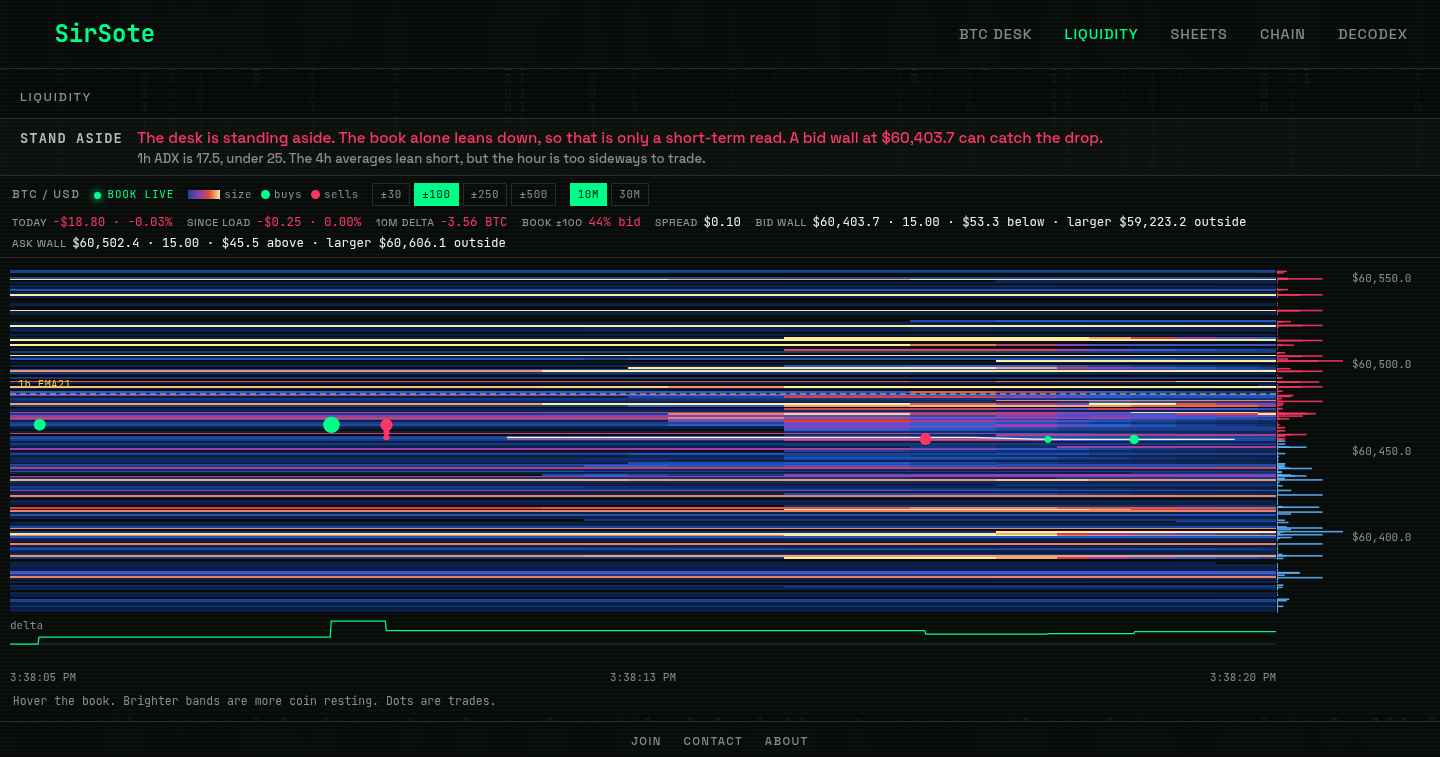 SirSote
BTC DESK LIQUIDITY SHEETS CHAIN DECODEX
LIQUIDITY
STAND ASIDE The desk is standing aside. The book alone leans down, so that is only a short-term read. A bid wall at $60,403.7 can catch the drop.
1h ADX is 17.5, under 25. The 4h averages lean short, but the hour is too sideways to trade.
BTC / USD BOOK LIVE size buys sells ±30 ±100 ±250 ±500 10M 30M
TODAY -$18.80 · -0.03% SINCE LOAD -$0.25 · 0.00% 10M DELTA -3.56 BTC BOOK ±100 44% bid SPREAD $0.10 BID WALL $60,403.7 · 15.00 · $53.3 below · larger $59,223.2 outside
ASK WALL $60,502.4 · 15.00 · $45.5 above · larger $60,606.1 outside
$60,550.0
$60,500.0
1h EMA21
$60,450.0
$60,400.0
delta
3:38:05 PM 3:38:13 PM 3:38:20 PM
Hover the book. Brighter bands are more coin resting. Dots are trades.
JOIN CONTACT ABOUT